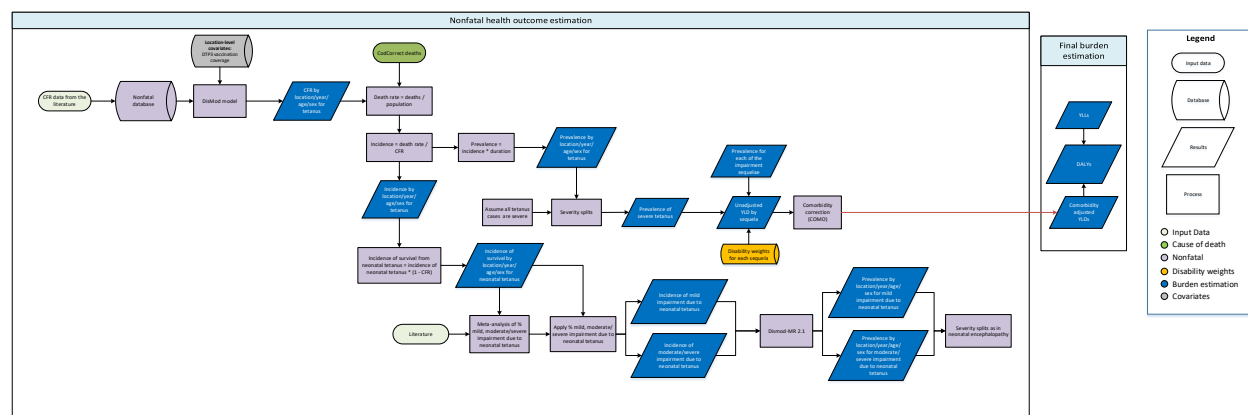 Nonfatal health outcome estimation
Location-level
covariates:
DTP3 vaccination
coverage
CodCorrect deaths
CFR data from the
literature
Nonfatal
database
DisMod model
CFR by
location/year/
age/sex for
tetanus
Death rate = deaths /
population
Incidence = death rate /
CFR
Prevalence =
incidence * duration
Prevalence by
location/year/
age/sex for
tetanus
Incidence by
location/year/
age/sex for
tetanus
Assume all tetanus
cases are severe
Severity splits
Prevalence of
severe tetanus
Prevalence for
each of the
impairment
sequelae
Unadjusted
YLD by
sequela
Disability weights
for each sequela
Comorbidity
correction
(COMO)
Incidence of survival from
neonatal tetanus = incidence of
neonatal tetanus * (1 - CFR)
Incidence of
survival by
location/year/
age/sex for
neonatal tetanus
Literature
Meta-analysis of %
mild, moderate/severe
impairment due to
neonatal tetanus
Apply % mild, moderate/
severe impairment due to
neonatal tetanus
Incidence of mild
impairment due to
neonatal tetanus
Incidence of
moderate/severe
impairment due to
neonatal tetanus
Dismod-MR 2.1
Prevalence by
location/year/age/
sex for mild
impairment due to
neonatal tetanus
Prevalence by
location/year/age/
sex for moderate/
severe impairment
due to neonatal
tetanus
Severity splits as in
neonatal encephalopathy
Final burden
estimation
YLLs
DALYs
Comorbidity
adjusted
YLDs
Legend
Input data
Database
Results
Process
Input Data
Cause of death
Nonfatal
Disability weights
Burden estimation
Covariates